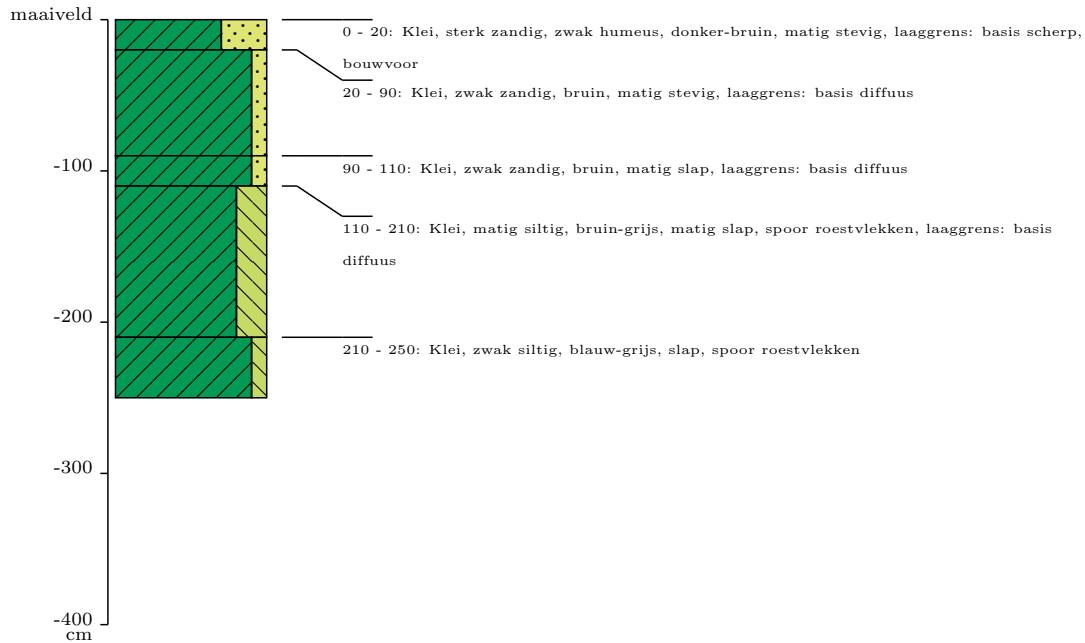 maaiveld
0 - 20: Klei, sterk zandig, zwak humeus, donker-bruin, matig stevig, laaggrens: basis scherp,
bouwvoor
20 - 90: Klei, zwak zandig, bruin, matig stevig, laaggrens: basis diffuus
-100
90 - 110: Klei, zwak zandig, bruin, matig slap, laaggrens: basis diffuus
110 - 210: Klei, matig siltig, bruin-grijs, matig slap, spoor roestvlekken, laaggrens: basis
diffuus
-200
210 - 250: Klei, zwak siltig, blauw-grijs, slap, spoor roestvlekken
-300
-400
cm